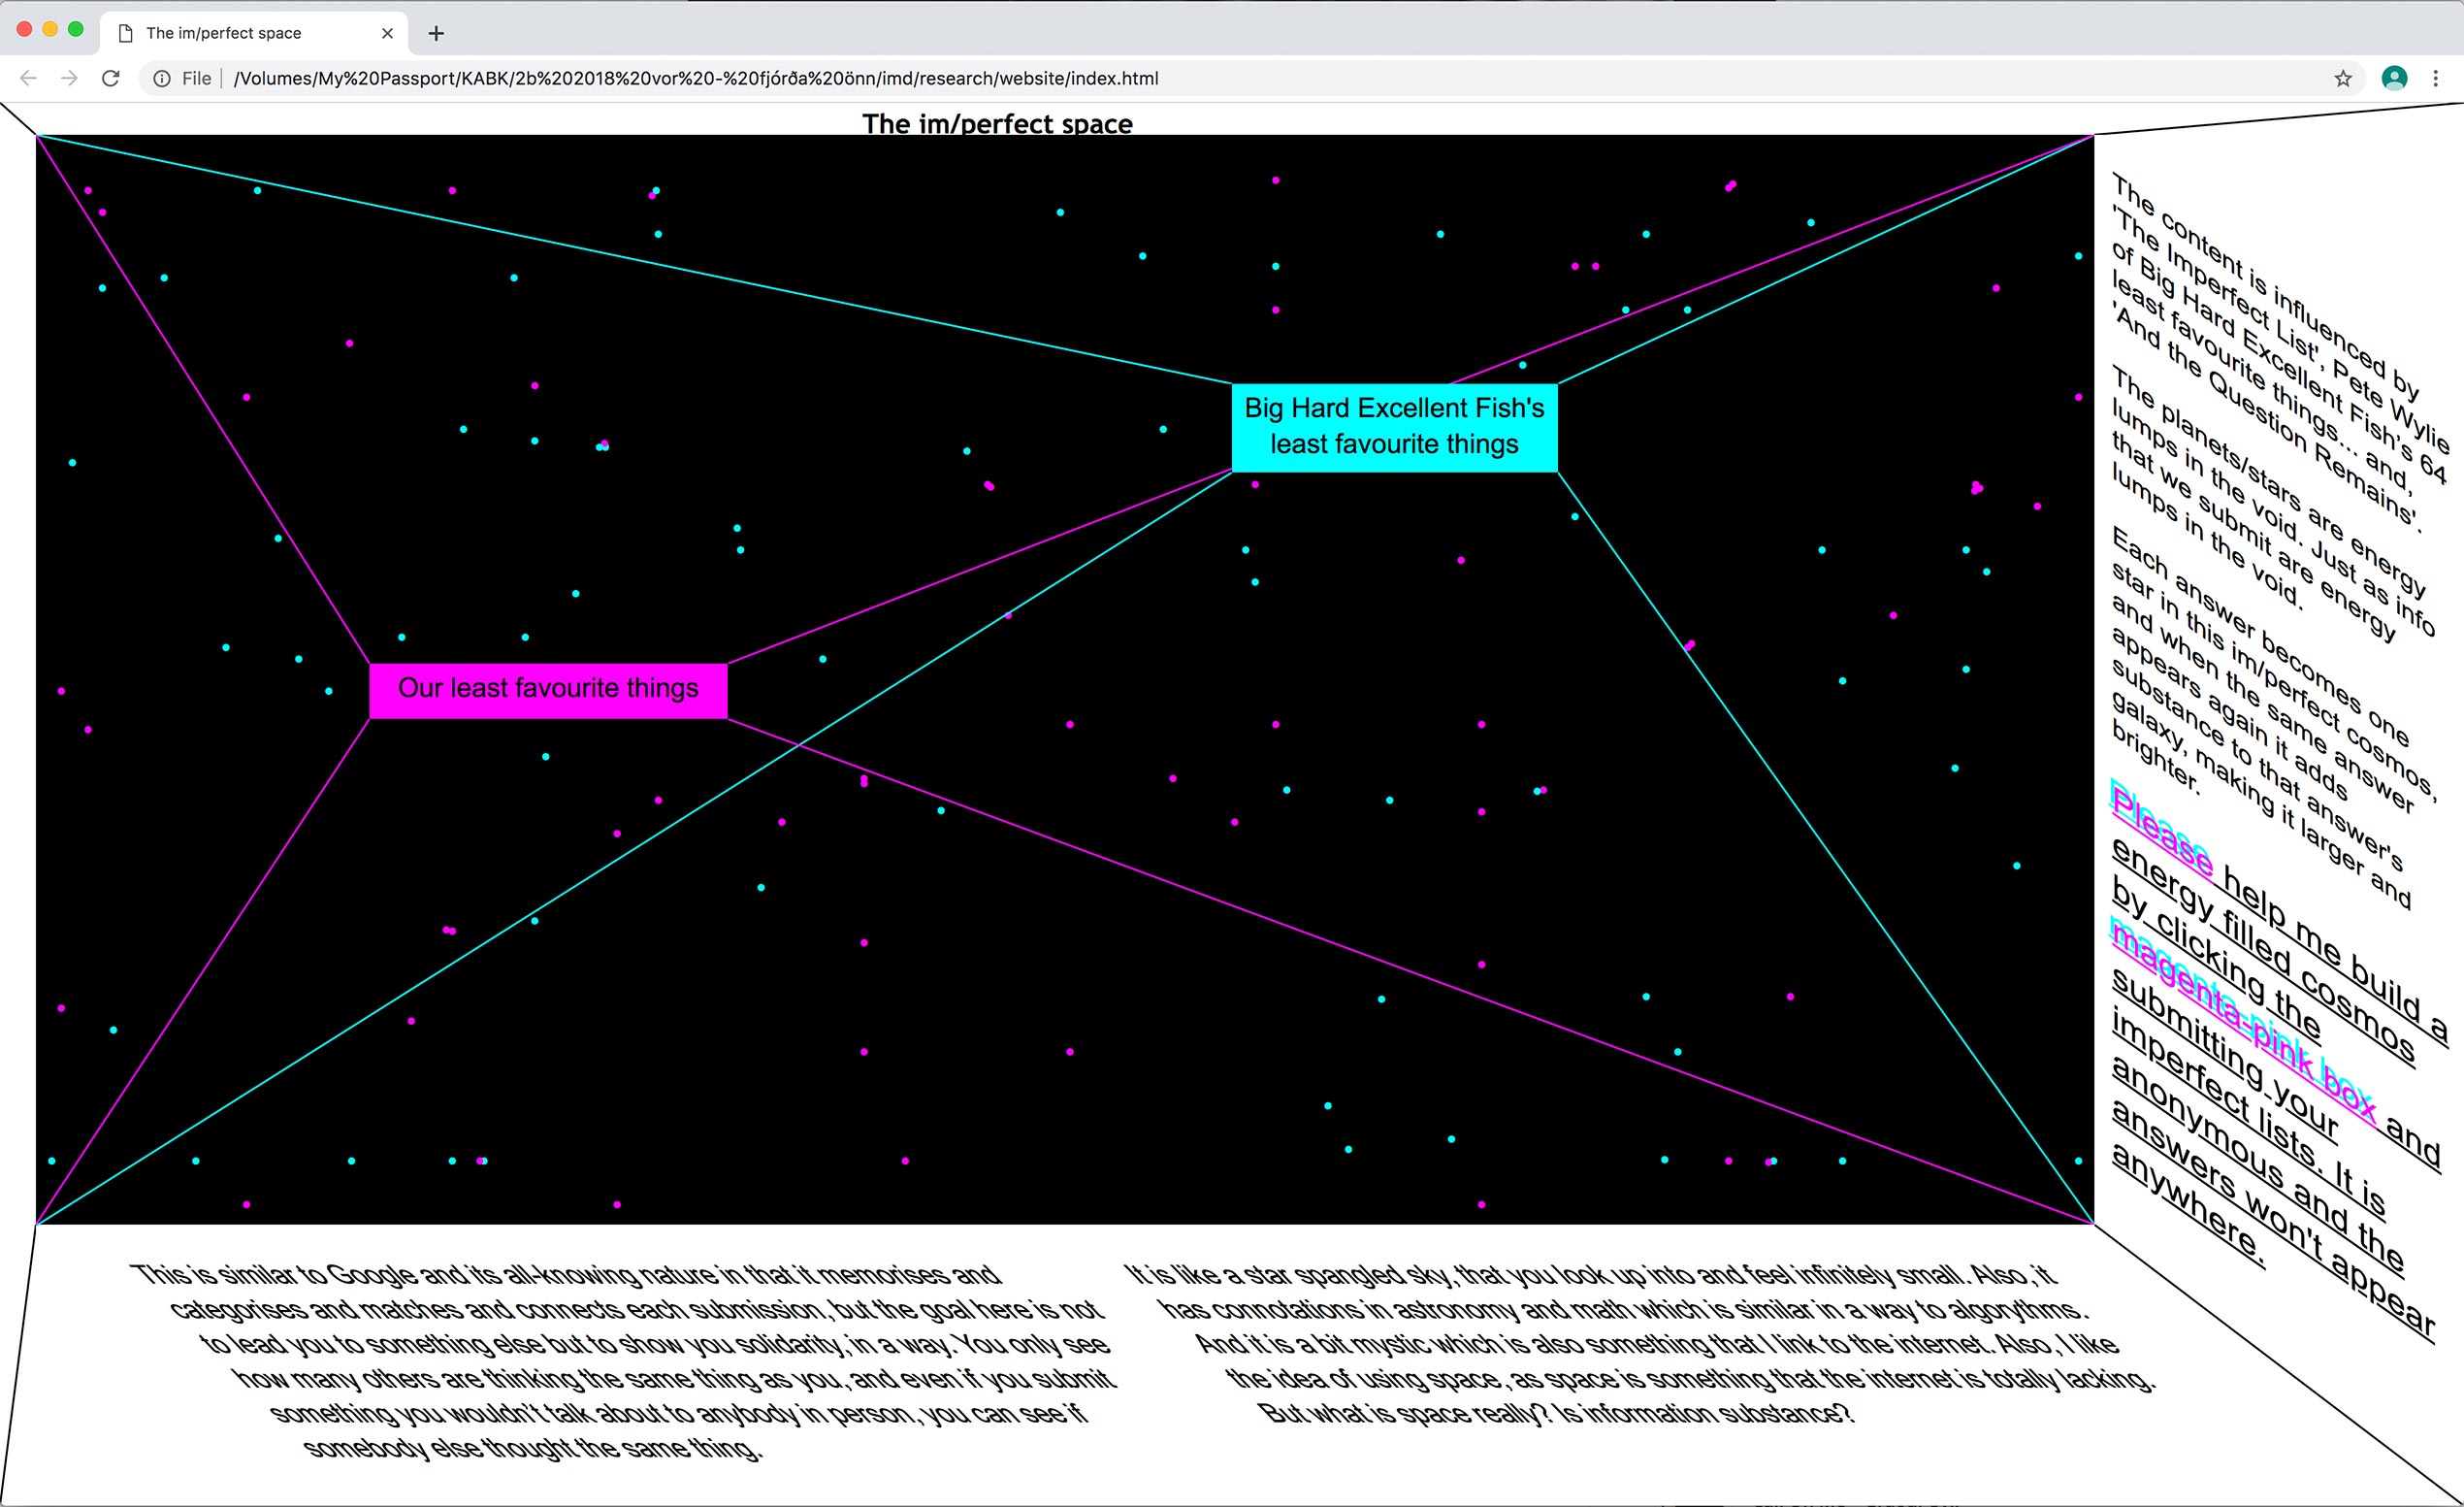 The im/perfect space
File
/Volumes/My%20Passport/KABK/2b%202018%20vor%20-%20fjórða%20önn/imd/research/website/index.html
The im/perfect space
Big Hard Excellent Fish's
least favourite things
Our least favourite things
The content is influenced by
'The Imperfect List', Pete Wylie
of Big Hard Excellent Fish's 64
least favourite things... and,
'And the Question Remains'.
The planets/stars are energy
lumps in the void. Just as info
that we submit are energy
lumps in the void.
Each answer becomes one
star in this im/perfect cosmos,
and when the same answer
appears again it adds
substance to that answer's
galaxy, making it larger and
brighter.
Please help me build a
energy filled cosmos
by clicking the
magenta-pink box and
submitting your
imperfect lists. It is
anonymous and the
answers won't appear
anywhere.
This is similar to Google and its all-knowing nature in that it memorises and
categorises and matches and connects each submission, but the goal here is not
to lead you to something else but to show you solidarity, in a way. You only see
how many others are thinking the same thing as you, and even if you submit
something you wouldn't talk about to anybody in person, you can see if
somebody else thought the same thing.
It is like a star spangled sky, that you look up into and feel infinitely small. Also, it
has connotations in astronomy and math which is similar in a way to algorythms.
And it is a bit mystic which is also something that I link to the internet. Also, I like
the idea of using space, as space is something that the internet is totally lacking.
But what is space really? Is information substance?